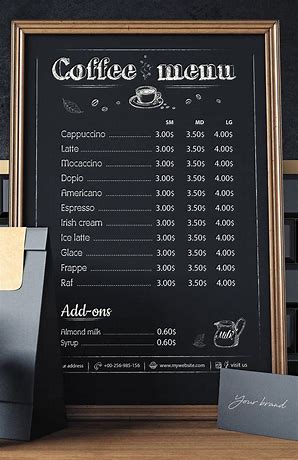 Coffee menu
SM MD LG
Cappuccino 3.00$ 3.50$ 4.00$
Latte 3.00$ 3.50$ 4.00$
Mocaccino 3.00$ 3.50$ 4.00$
Dopio 3.00$ 3.50$ 4.00$
Americano 3.00$ 3.50$ 4.00$
Espresso 3.00$ 3.50$ 4.00$
Irish cream 3.00$ 3.50$ 4.00$
Ice latte 3.00$ 3.50$ 4.00$
Glace 3.00$ 3.50$ 4.00$
Frappe 3.00$ 3.50$ 4.00$
Raf 3.00$ 3.50$ 4.00$
Add-ons
Almond milk 0.60$
Syrup 0.60$
Milk
our address | +00-256-985-156 | www.mywebsite.com | visit us
Your brand